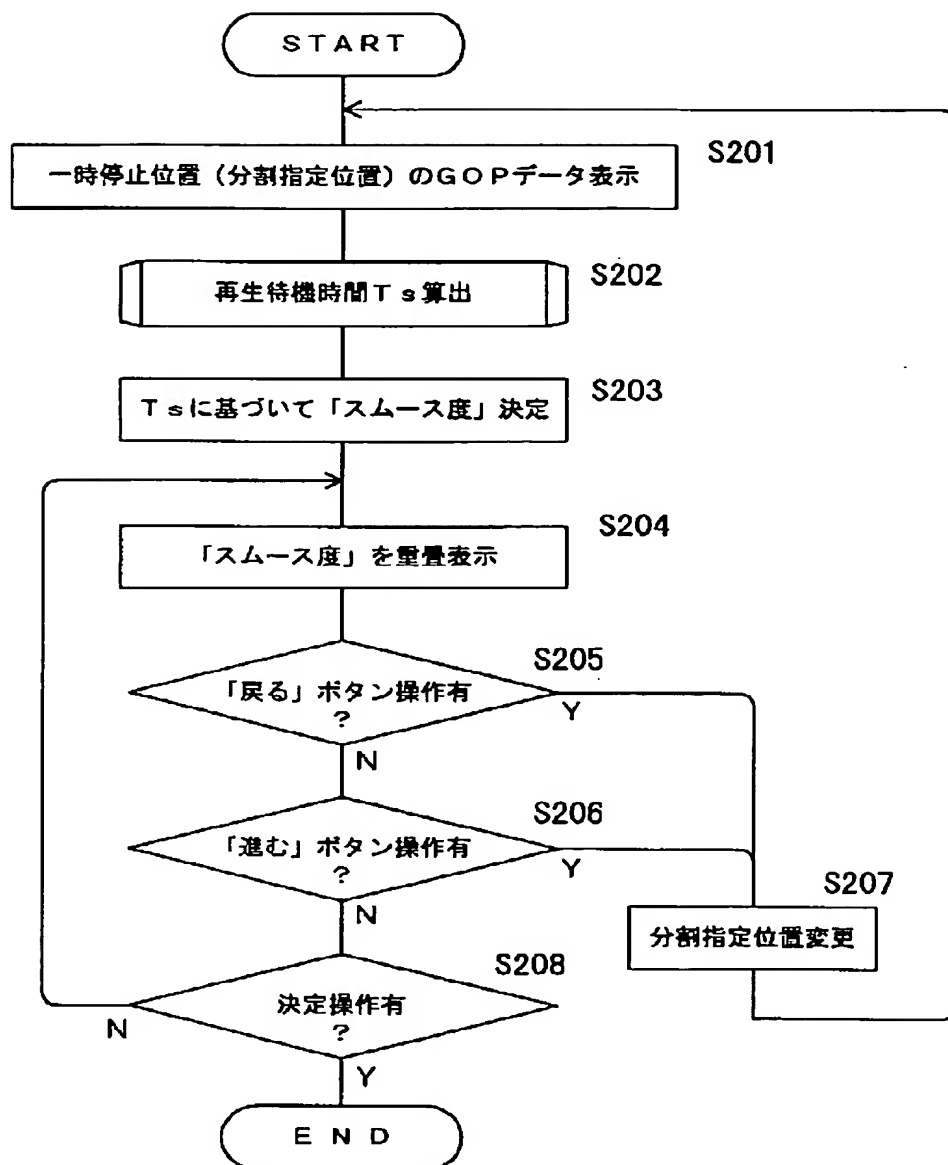 START
S201
一時停止位置（分割指定位置）のGOPデータ表示
S202
再生待機時間Ts算出
S203
Tsに基づいて「スムース度」決定
S204
「スムース度」を重畳表示
S205
「戻る」ボタン操作有
?
Y
N
S206
「進む」ボタン操作有
?
Y
N
S207
分割指定位置変更
S208
決定操作有
?
N
Y
END